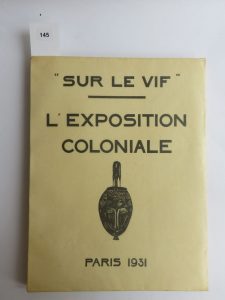 145
"SUR LE VIF"
L'EXPOSITION
COLONIALE
PARIS 1931